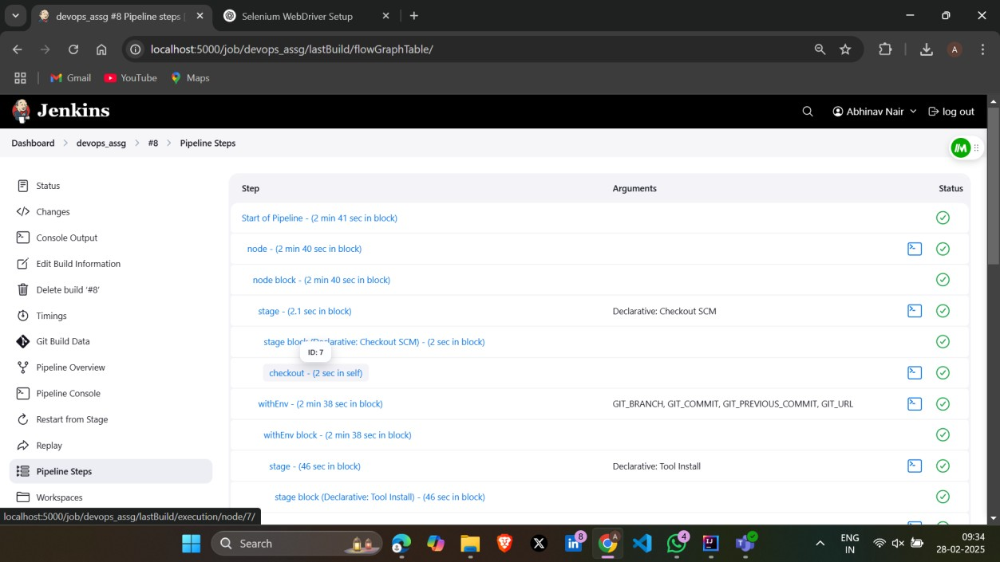 devops_assg #8 Pipeline steps
Selenium WebDriver Setup
localhost:5000/job/devops_assg/lastBuild/flowGraphTable/
A
Gmail
YouTube
Maps
Jenkins
Abhinav Nair
log out
Dashboard
devops_assg
#8
Pipeline Steps
Status
Changes
Console Output
Edit Build Information
Delete build ‘#8’
Timings
Git Build Data
Pipeline Overview
Pipeline Console
Restart from Stage
Replay
Pipeline Steps
Workspaces
Step Arguments Status
Start of Pipeline - (2 min 41 sec in block)
node - (2 min 40 sec in block)
node block - (2 min 40 sec in block)
stage - (2.1 sec in block) Declarative: Checkout SCM
stage block (Declarative: Checkout SCM) - (2 sec in block)
ID: 7
checkout - (2 sec in self)
withEnv - (2 min 38 sec in block) GIT_BRANCH, GIT_COMMIT, GIT_PREVIOUS_COMMIT, GIT_URL
withEnv block - (2 min 38 sec in block)
stage - (46 sec in block) Declarative: Tool Install
stage block (Declarative: Tool Install) - (46 sec in block)
localhost:5000/job/devops_assg/lastBuild/execution/node/7/
Search
8
A
4
ENG
IN
09:34
28-02-2025